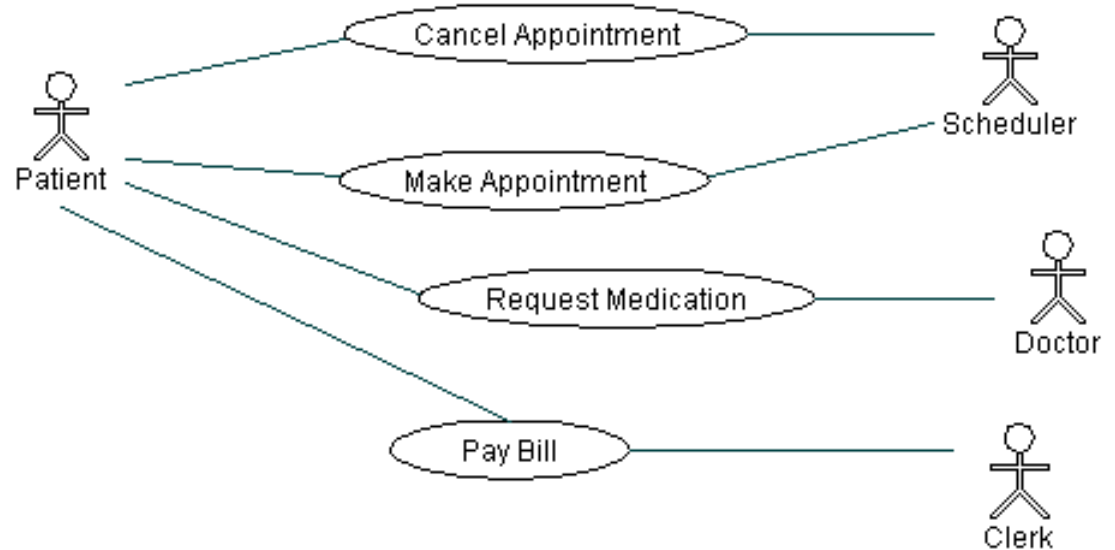 Cancel Appointment
Scheduler
Patient
Make Appointment
Request Medication
Doctor
Pay Bill
Clerk